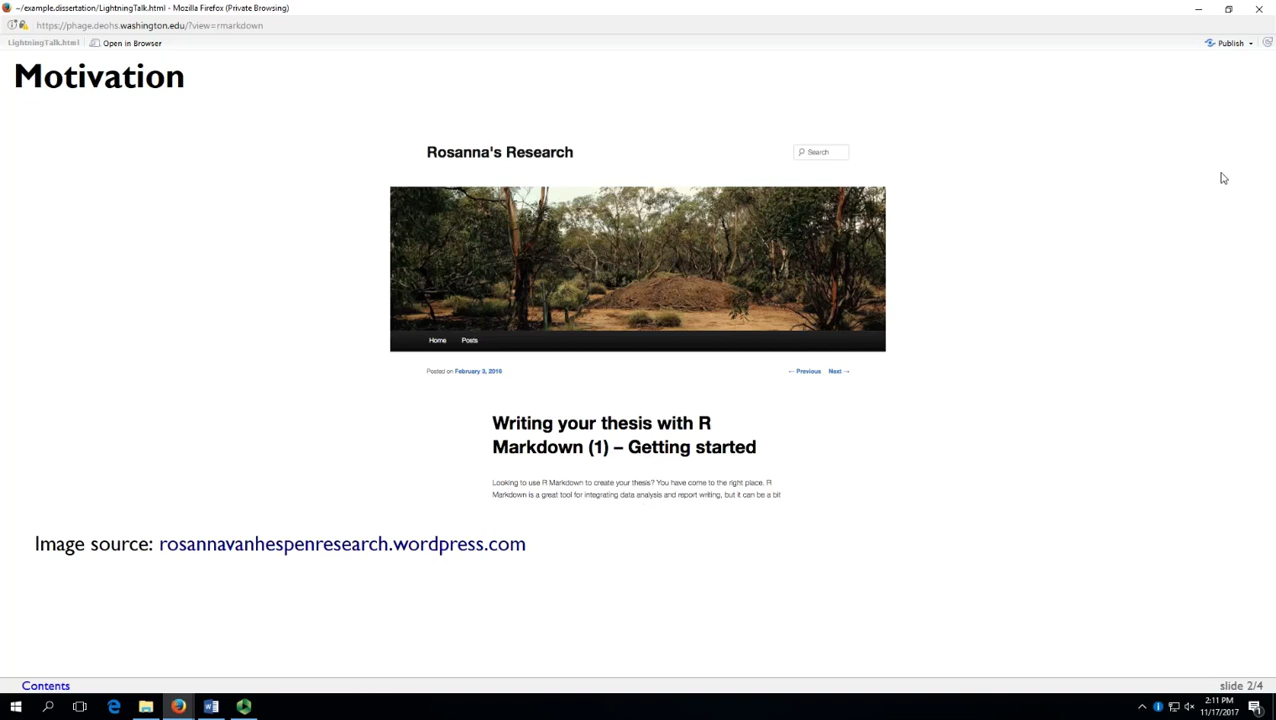 ~/example.dissertation/LightningTalk.html - Mozilla Firefox (Private Browsing)
https://phage.deohs.washington.edu/?view=rmarkdown
LightningTalk.html Open in Browser Publish
Motivation
Rosanna's Research
Search
Home Posts
Posted on February 3, 2016 ← Previous Next →
Writing your thesis with R
Markdown (1) – Getting started
Looking to use R Markdown to create your thesis? You have come to the right place. R
Markdown is a great tool for integrating data analysis and report writing, but it can be a bit
Image source: rosannavanhespenresearch.wordpress.com
Contents slide 2/4
2:11 PM
11/17/2017